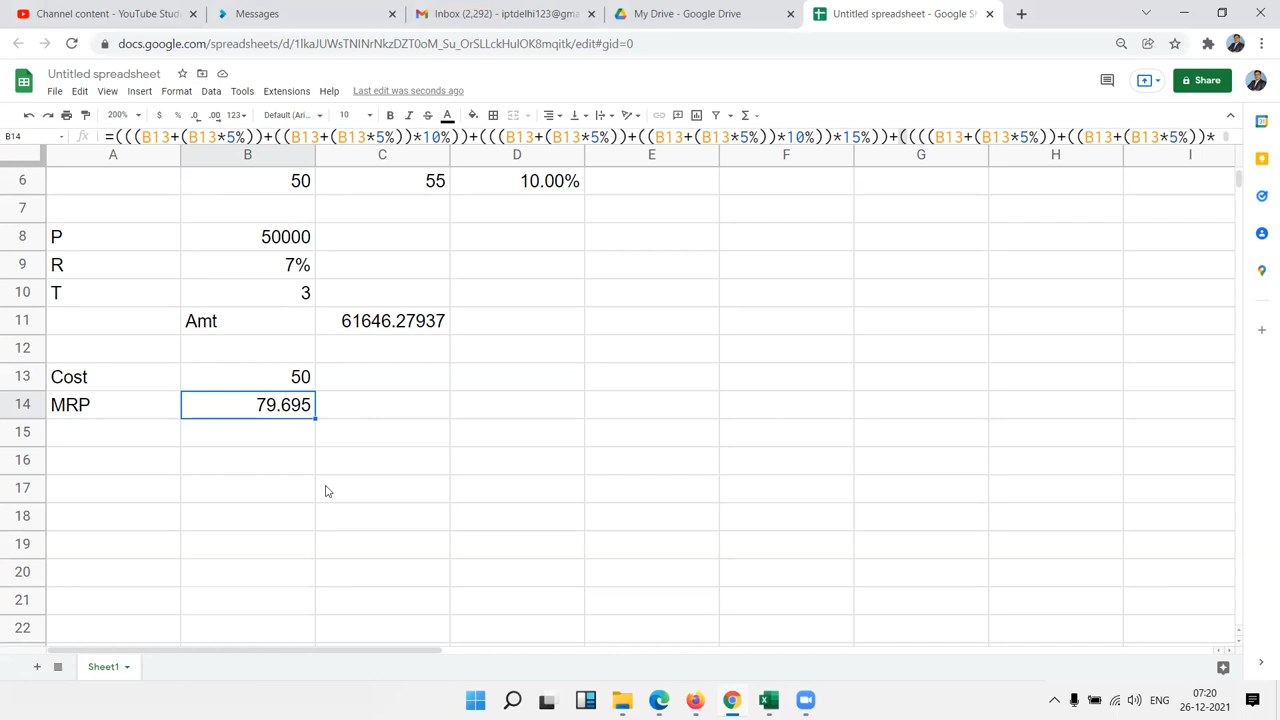 Channel content - YouTube Stud
Messages
Inbox (2,292) - iptdelhi123@gma
My Drive - Google Drive
Untitled spreadsheet - Google Sh
docs.google.com/spreadsheets/d/1lkaJUWsTNINrNkzDZT0oM_Su_OrSLLckHuIOK8mqitk/edit#gid=0
Untitled spreadsheet
File Edit View Insert Format Data Tools Extensions Help Last edit was seconds ago
Share
200% $ % .0 .00 123 Default (Ari... 10 B I S A
B14 fx =(((B13+(B13*5%))+((B13+(B13*5%))*10%))+(((B13+(B13*5%))+((B13+(B13*5%))*10%))*15%))+((((B13+(B13*5%))+((B13+(B13*5%))*
A B C D E F G H I
6 50 55 10.00%
7
8 P 50000
9 R 7%
10 T 3
11 Amt 61646.27937
12
13 Cost 50
14 MRP 79.695
15
16
17
18
19
20
21
22
Sheet1
ENG
07:20
26-12-2021